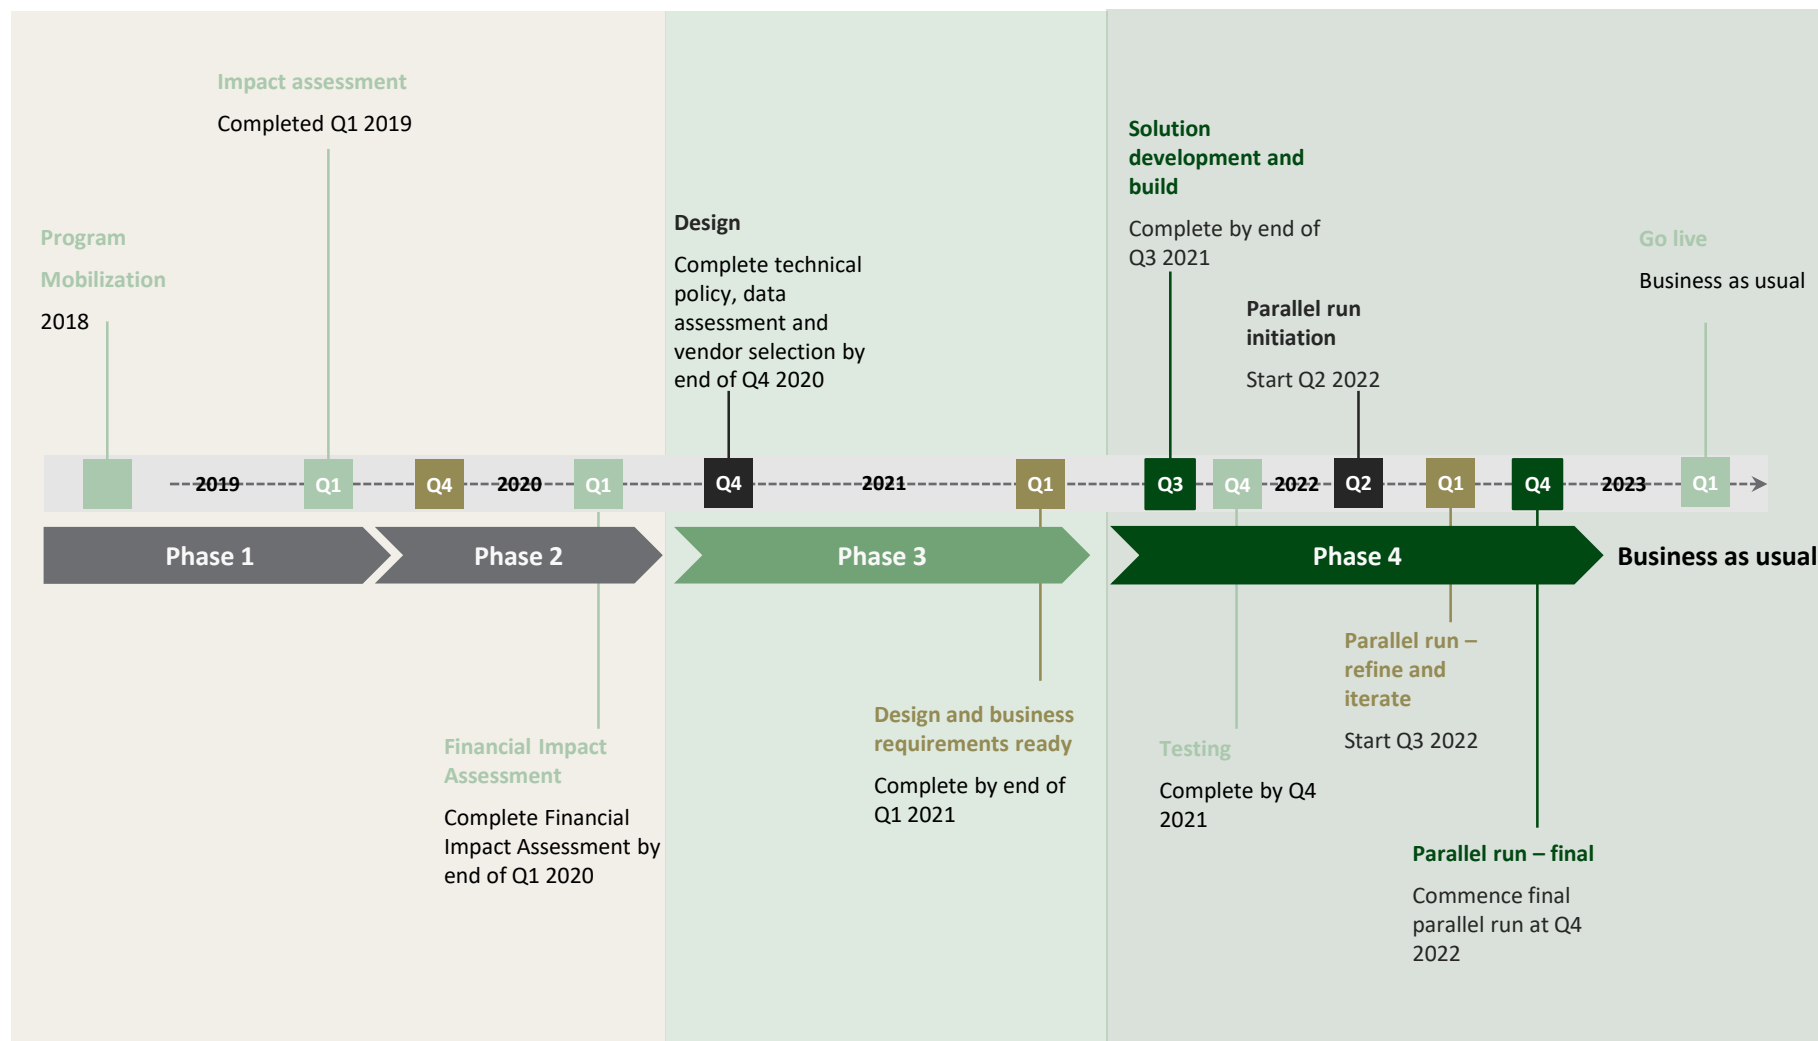 Impact assessment
Completed Q1 2019
Program
Mobilization
2018
Design
Complete technical
policy, data
assessment and
vendor selection by
end of Q4 2020
Solution
development and
build
Complete by end of
Q3 2021
Parallel run
initiation
Start Q2 2022
Go live
Business as usual
2019 Q1 Q4 2020 Q1 Q4 2021 Q1 Q3 Q4 2022 Q2 Q1 Q4 2023 Q1
Phase 1 Phase 2 Phase 3 Phase 4 Business as usual
Financial Impact
Assessment
Complete Financial
Impact Assessment by
end of Q1 2020
Design and business
requirements ready
Complete by end of
Q1 2021
Testing
Complete by Q4
2021
Parallel run –
refine and
iterate
Start Q3 2022
Parallel run – final
Commence final
parallel run at Q4
2022